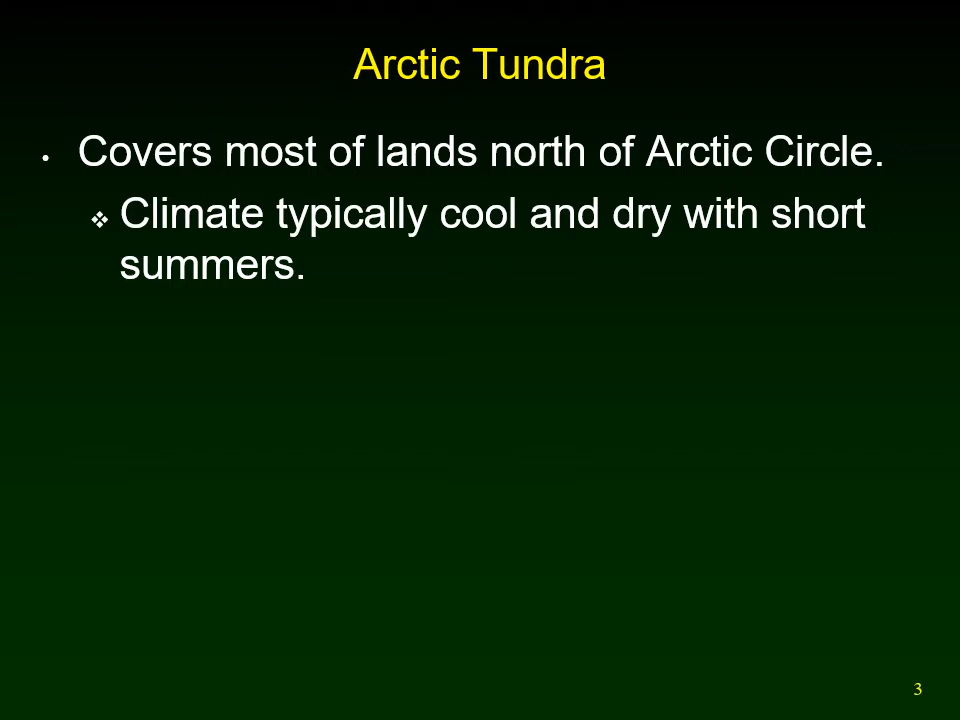 Arctic Tundra
• Covers most of lands north of Arctic Circle.
❖ Climate typically cool and dry with short
summers.
3